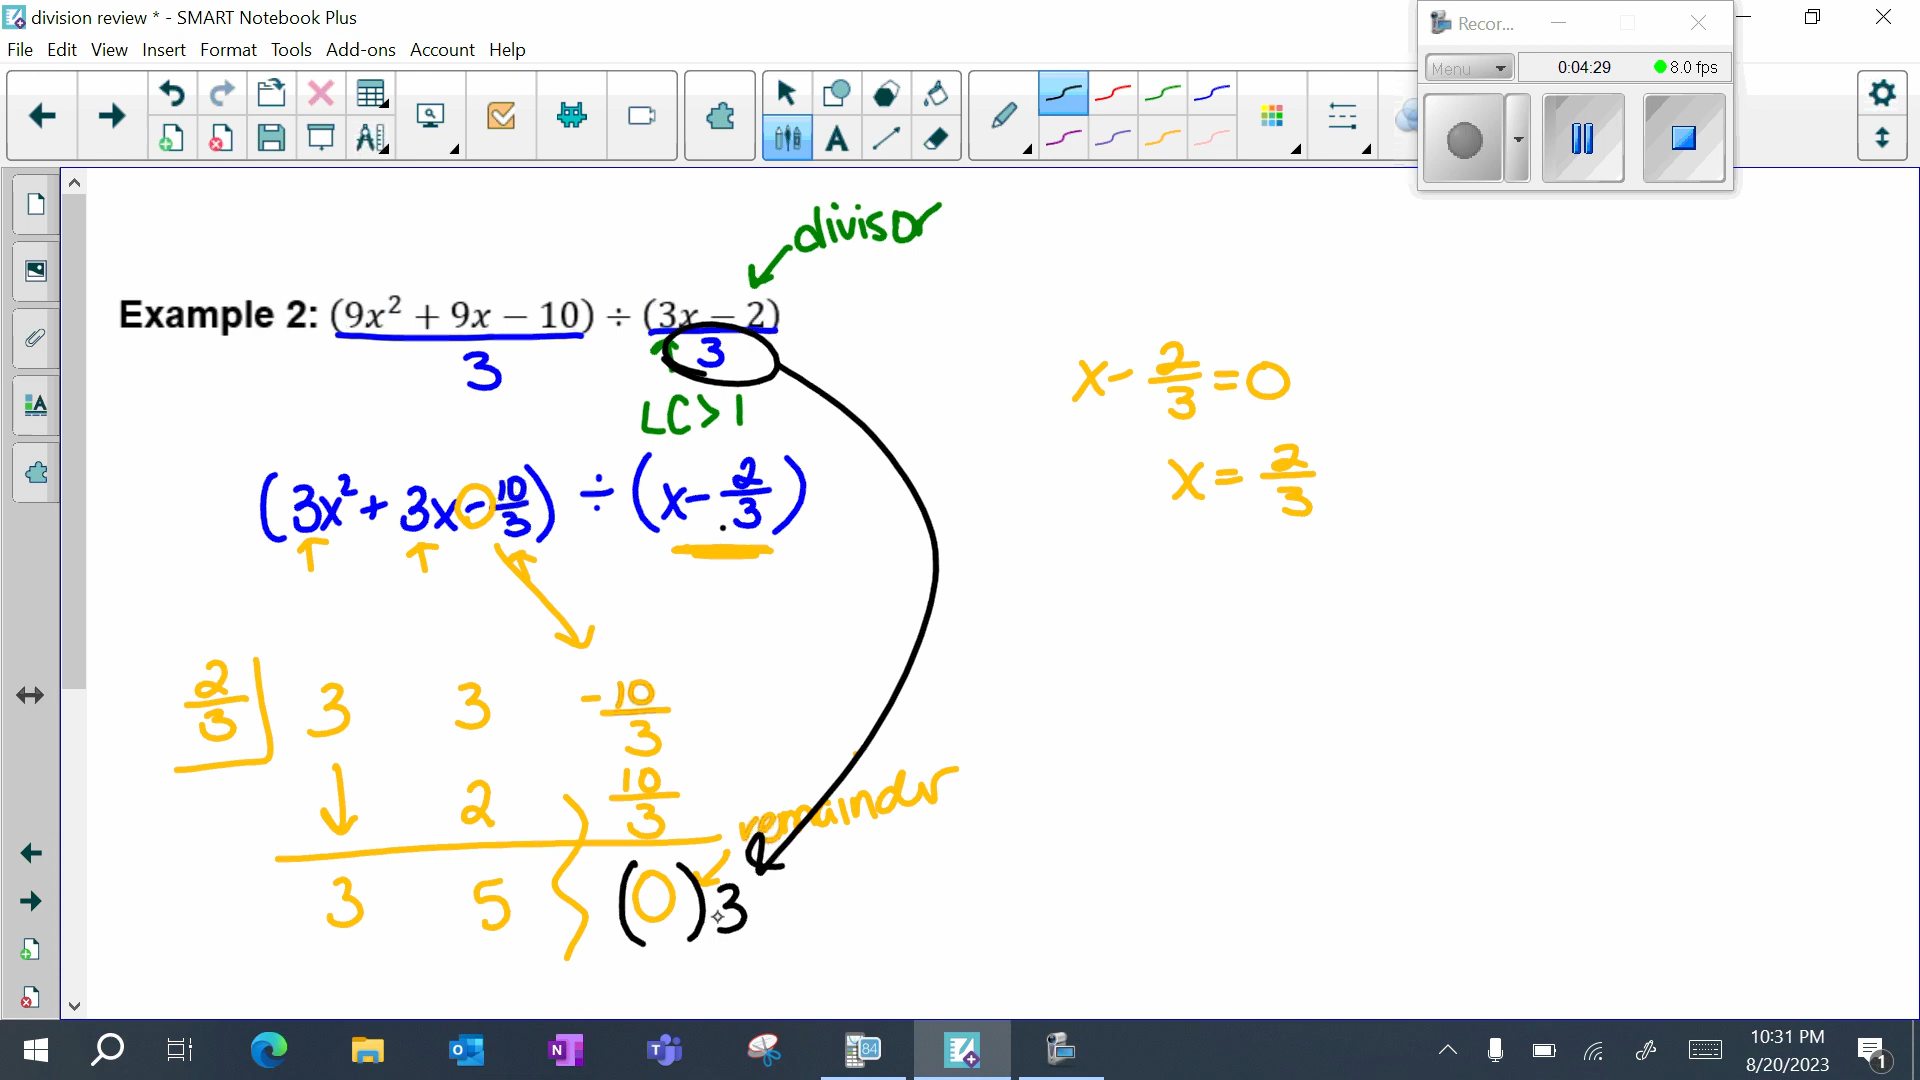 division review * - SMART Notebook Plus
File Edit View Insert Format Tools Add-ons Account Help
Recor...
Menu
0:04:29
8.0 fps
divisor
Example 2: (9x² + 9x − 10) ÷ (3x − 2)
3 3
LC > 1
x - 2/3 = 0
x = 2/3
(3x² + 3x - 10/3) ÷ (x - 2/3)
2/3 3 3 -10/3
2 10/3
remainder
3 5 (0)3
84
10:31 PM
8/20/2023
1